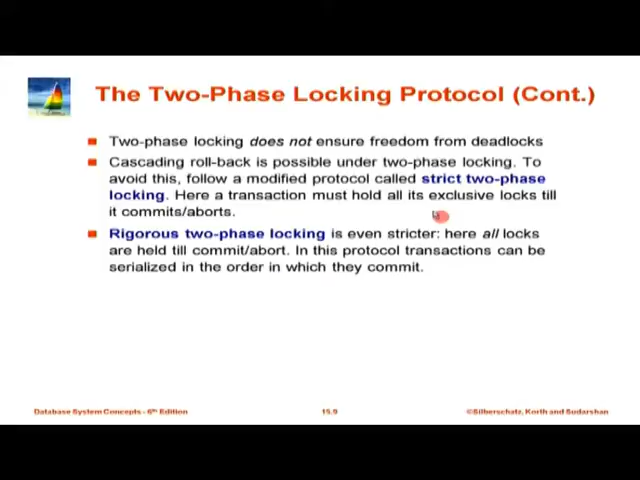 The Two-Phase Locking Protocol (Cont.)
Two-phase locking does not ensure freedom from deadlocks
Cascading roll-back is possible under two-phase locking. To
avoid this, follow a modified protocol called strict two-phase
locking. Here a transaction must hold all its exclusive locks till
it commits/aborts.
Rigorous two-phase locking is even stricter: here all locks
are held till commit/abort. In this protocol transactions can be
serialized in the order in which they commit.
Database System Concepts - 6th Edition
15.9
©Silberschatz, Korth and Sudarshan